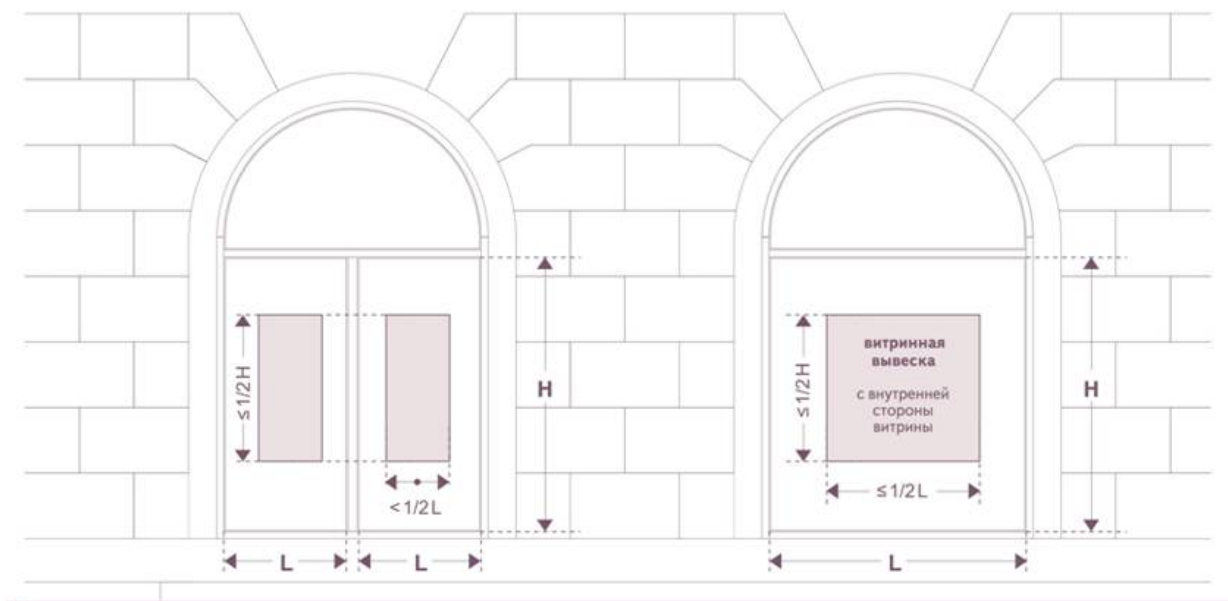 ≤1/2H
<1/2L
H
L
L
≤1/2H
витринная
вывеска
с внутренней
стороны
витрины
≤1/2L
H
L